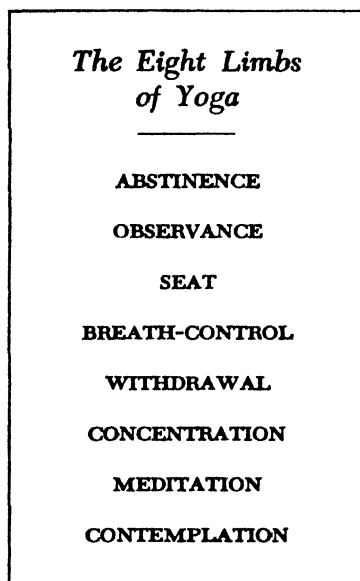 The Eight Limbs
of Yoga
ABSTINENCE
OBSERVANCE
SEAT
BREATH-CONTROL
WITHDRAWAL
CONCENTRATION
MEDITATION
CONTEMPLATION